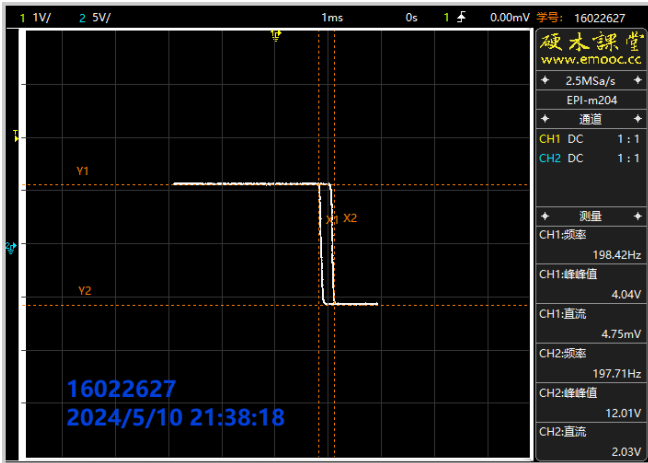 1 1V/ 2 5V/ 1ms 0s 1 0.00mV 学号: 16022627
硬木課堂
www.emooc.cc
2.5MSa/s
EPI-m204
通道
CH1 DC 1 : 1
CH2 DC 1 : 1
测量
CH1:频率
198.42Hz
CH1:峰峰值
4.04V
CH1:直流
4.75mV
CH2:频率
197.71Hz
CH2:峰峰值
12.01V
CH2:直流
2.03V
T
1
Y1
X1 X2
2
Y2
16022627
2024/5/10 21:38:18